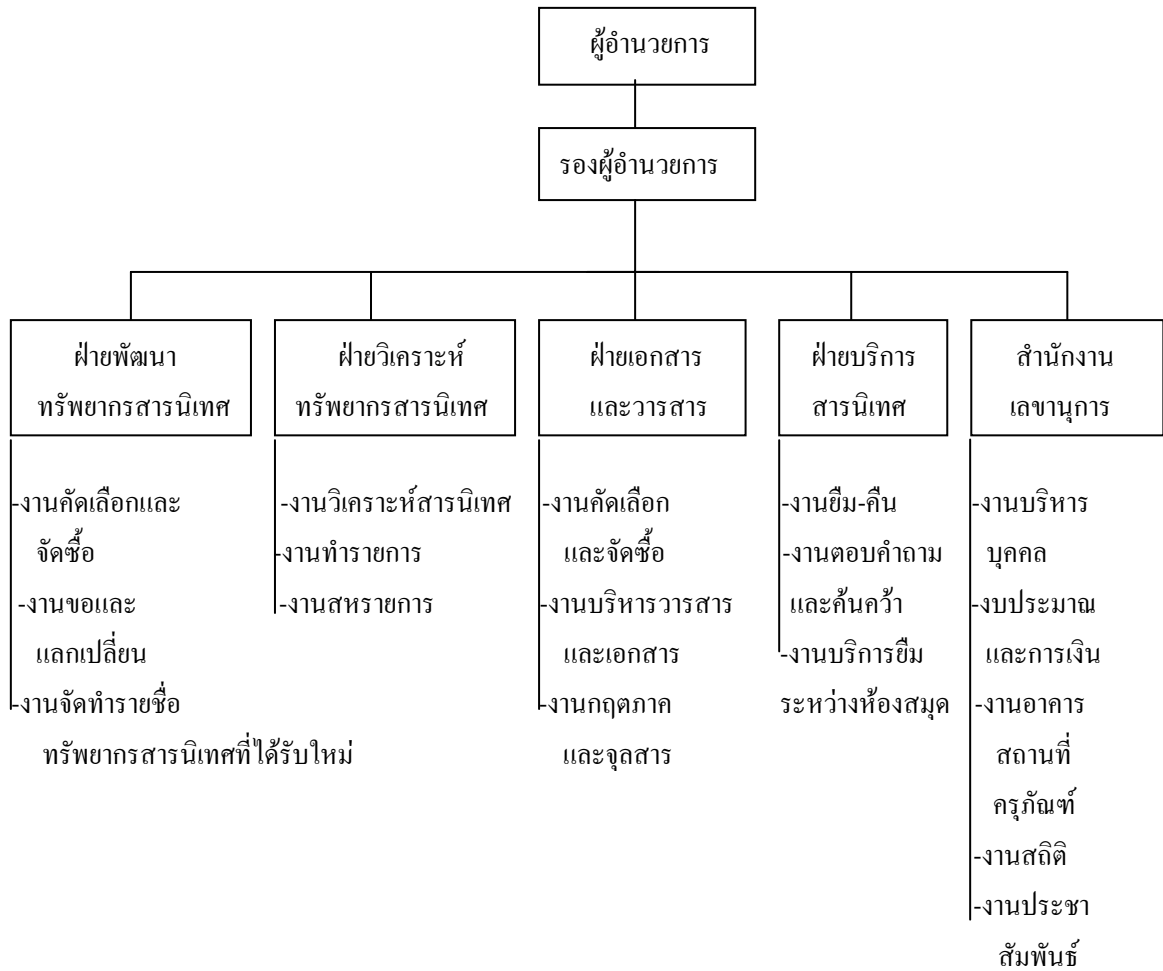 ผู้อำนวยการ
รองผู้อำนวยการ
ฝ่ายพัฒนา
ทรัพยากรสารนิเทศ
ฝ่ายวิเคราะห์
ทรัพยากรสารนิเทศ
ฝ่ายเอกสาร
และวารสาร
ฝ่ายบริการ
สารนิเทศ
สำนักงาน
เลขานุการ
-งานคัดเลือกและ
จัดซื้อ
-งานขอและ
แลกเปลี่ยน
-งานจัดทำรายชื่อ
ทรัพยากรสารนิเทศที่ได้รับใหม่
-งานวิเคราะห์สารนิเทศ
-งานทำรายการ
-งานสหรายการ
-งานคัดเลือก
และจัดซื้อ
-งานบริหารวารสาร
และเอกสาร
-งานกฤตภาค
และจุลสาร
-งานยืม-คืน
-งานตอบคำถาม
และค้นคว้า
-งานบริการยืม
ระหว่างห้องสมุด
-งานบริหาร
บุคคล
-งบประมาณ
และการเงิน
-งานอาคาร
สถานที่
ครุภัณฑ์
-งานสถิติ
-งานประชา
สัมพันธ์